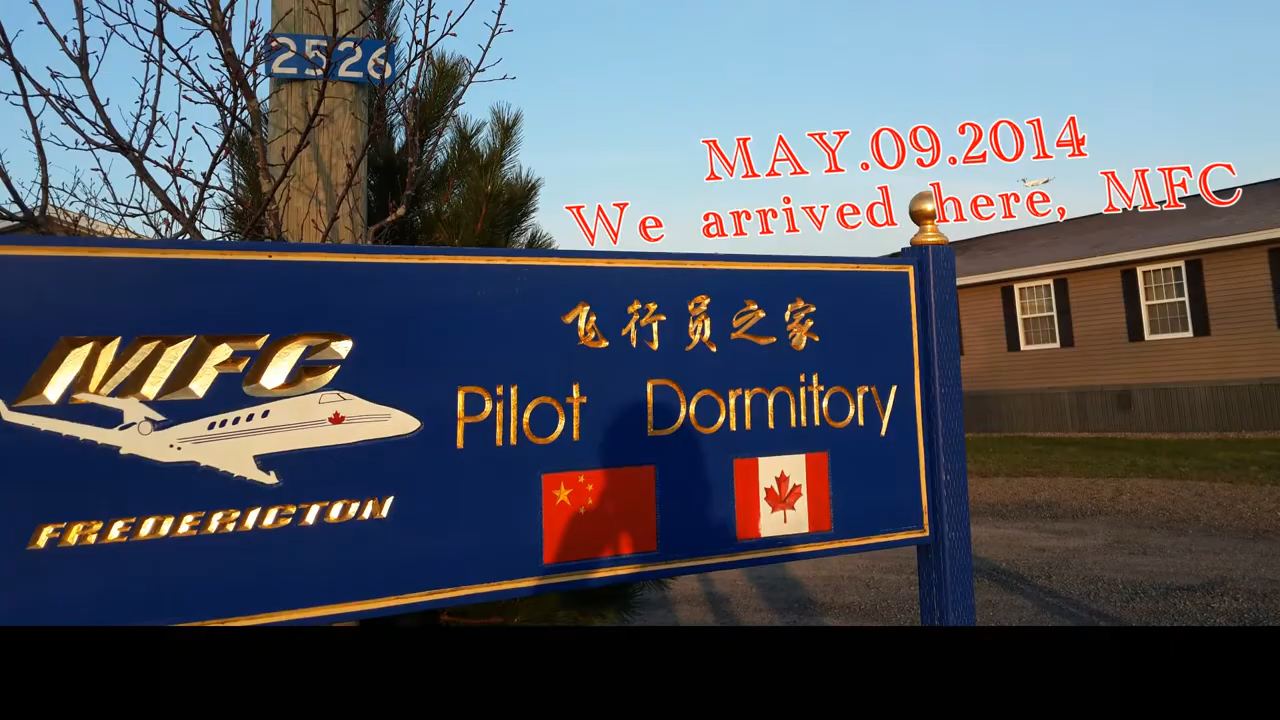 2526
MAY.09.2014
We arrived here, MFC
飞行员之家
MFC
Pilot Dormitory
FREDERICTON